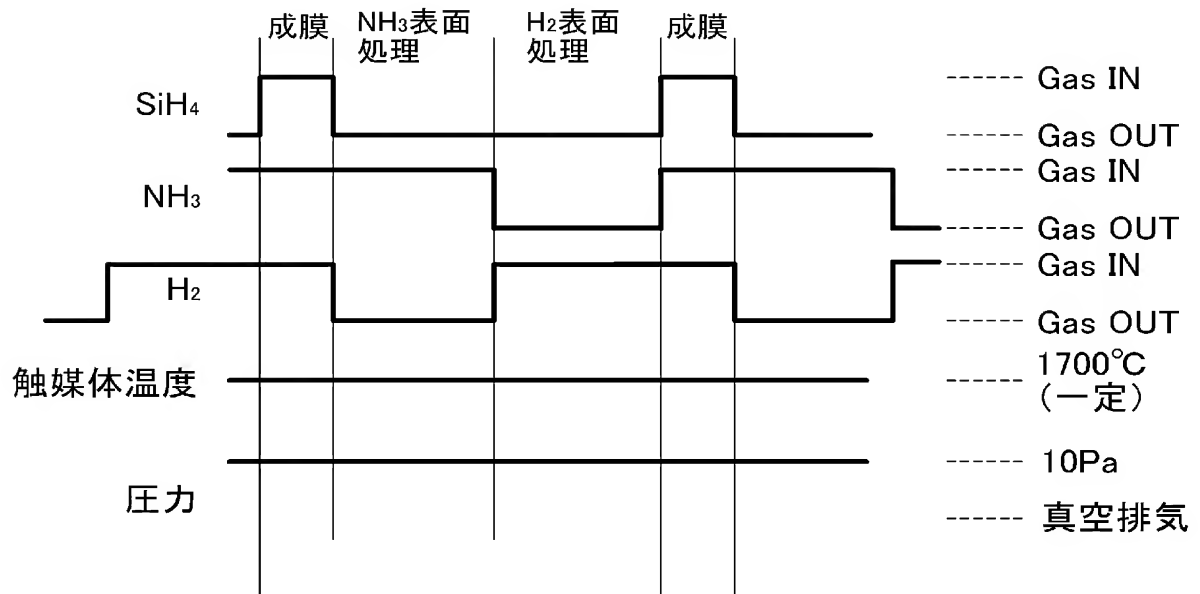 成膜
NH₃表面
処理
H₂表面
処理
成膜
SiH₄
Gas IN
Gas OUT
NH₃
Gas IN
Gas OUT
H₂
Gas IN
Gas OUT
触媒体温度
1700℃
(一定)
圧力
10Pa
真空排気